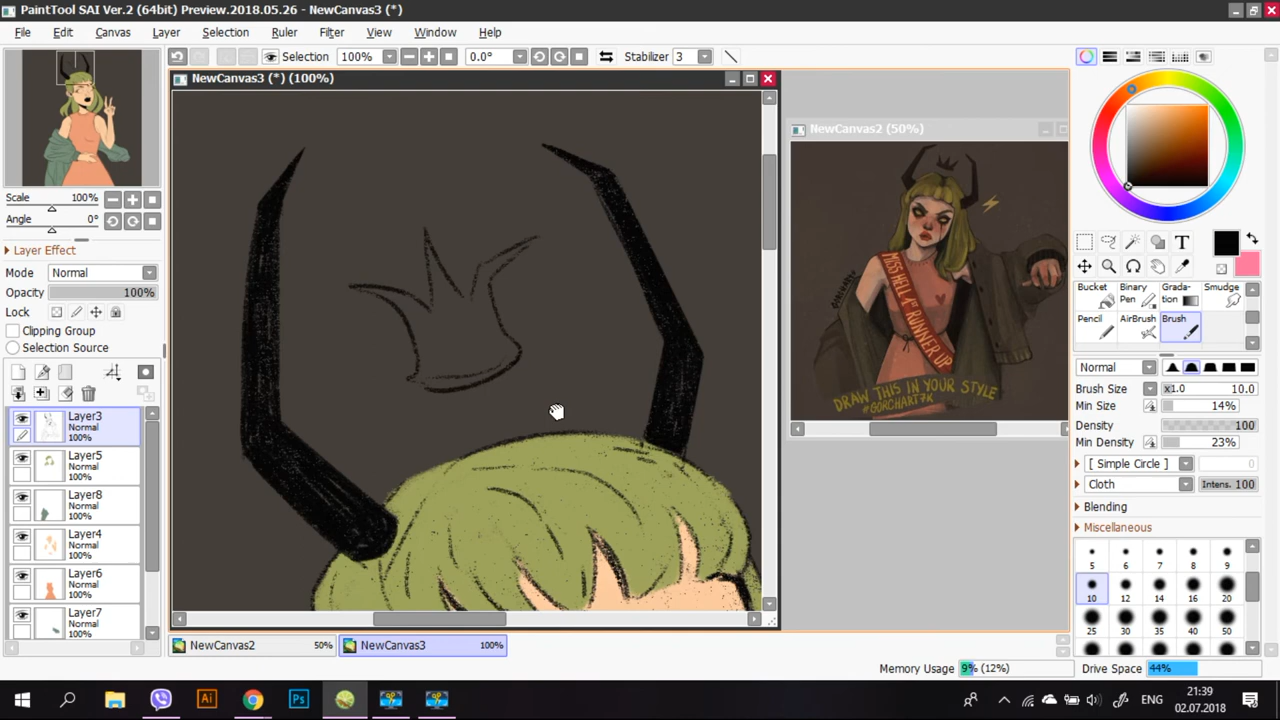 PaintTool SAI Ver.2 (64bit) Preview.2018.05.26 - NewCanvas3 (*)
File Edit Canvas Layer Selection Ruler Filter View Window Help
Selection 100% 0.0° Stabilizer 3
NewCanvas3 (*) (100%)
NewCanvas2 (50%)
MISS HELL 1ST RUNNER UP
DRAW THIS IN YOUR STYLE
#GORCHART7K
Scale 100%
Angle 0°
Layer Effect
Mode Normal
Opacity 100%
Lock
Clipping Group
Selection Source
Layer3
Normal
100%
Layer5
Normal
100%
Layer8
Normal
100%
Layer4
Normal
100%
Layer6
Normal
100%
Layer7
Normal
NewCanvas2 50% NewCanvas3 100%
T
Bucket Binary Pen Grada-tion Smudge
Pencil AirBrush Brush
Normal
Brush Size x1.0 10.0
Min Size 14%
Density 100
Min Density 23%
[ Simple Circle ] 0
Cloth Intens. 100
Blending
Miscellaneous
5 6 7 8 9
10 12 14 16 20
25 30 35 40 50
Memory Usage 9% (12%) Drive Space 44%
Ai Ps ENG 21:39
02.07.2018